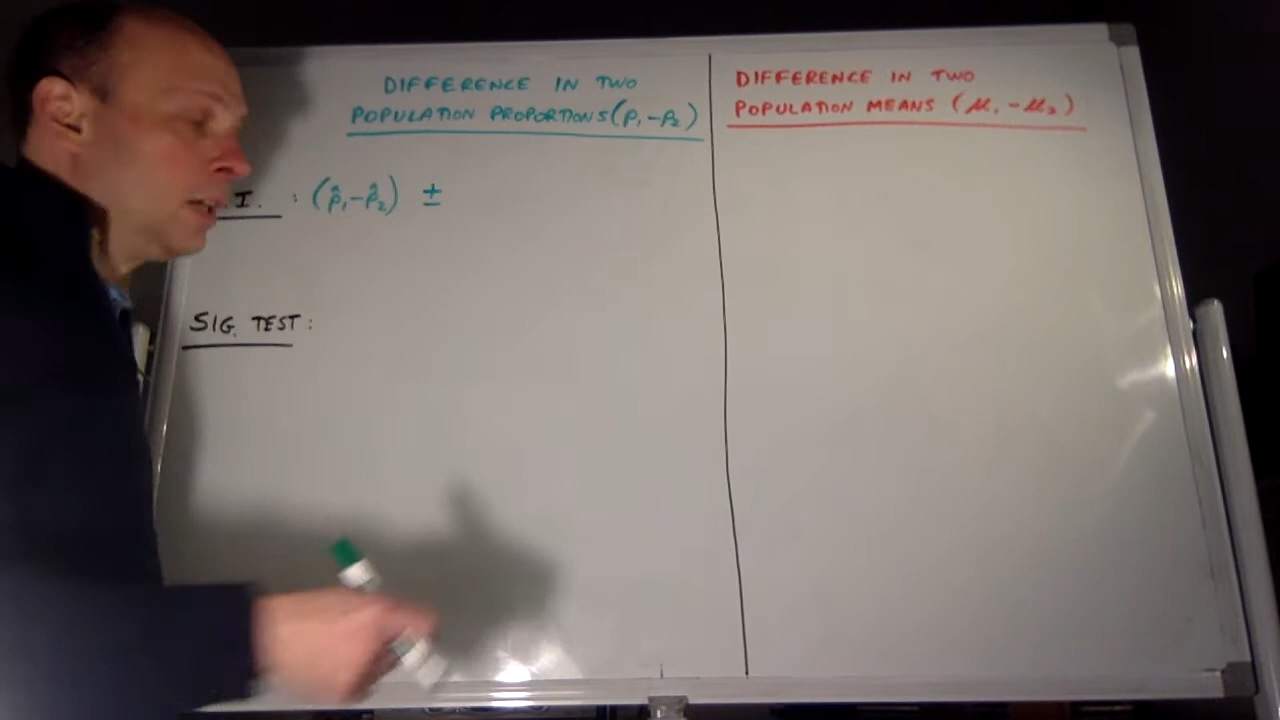 DIFFERENCE IN TWO
POPULATION PROPORTIONS (p₁-p₂)
DIFFERENCE IN TWO
POPULATION MEANS (μ₁-μ₂)
.I. : (p̂₁-p̂₂) ±
SIG. TEST: